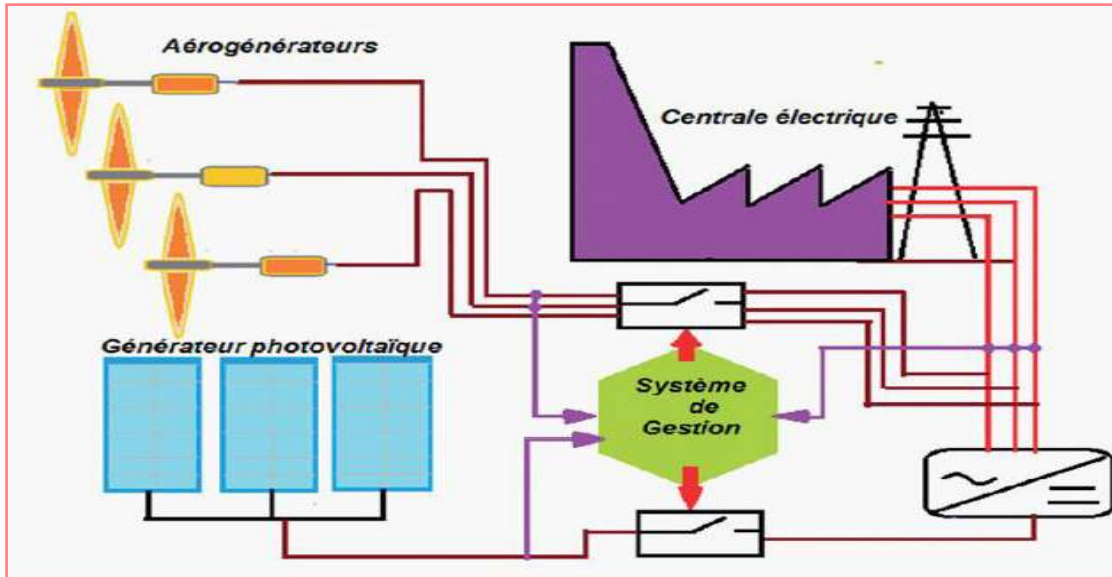 Aérogénérateurs
Centrale électrique
Générateur photovoltaïque
Système
de
Gestion